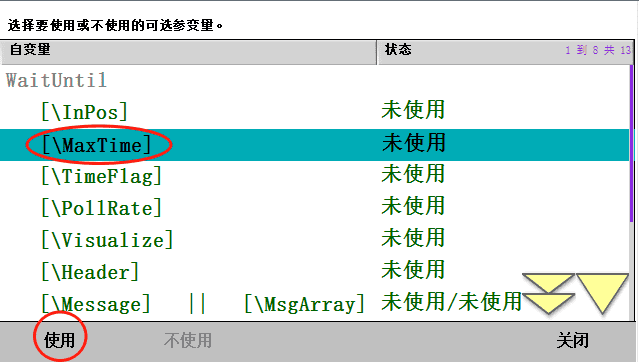 选择要使用或不使用的可选参变量。
自变量 状态 1 到 8 共 13
WaitUntil
[\InPos] 未使用
[\MaxTime] 未使用
[\TimeFlag] 未使用
[\PollRate] 未使用
[\Visualize] 未使用
[\Header] 未使用
[\Message] || [\MsgArray] 未使用/未使用
使用 不使用 关闭